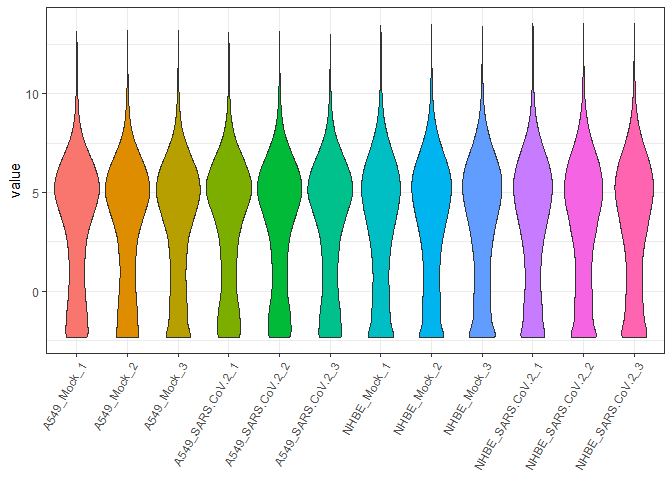 value
10
5
0
A549_Mock_1
A549_Mock_2
A549_Mock_3
A549_SARS.CoV.2_1
A549_SARS.CoV.2_2
A549_SARS.CoV.2_3
NHBE_Mock_1
NHBE_Mock_2
NHBE_Mock_3
NHBE_SARS.CoV.2_1
NHBE_SARS.CoV.2_2
NHBE_SARS.CoV.2_3